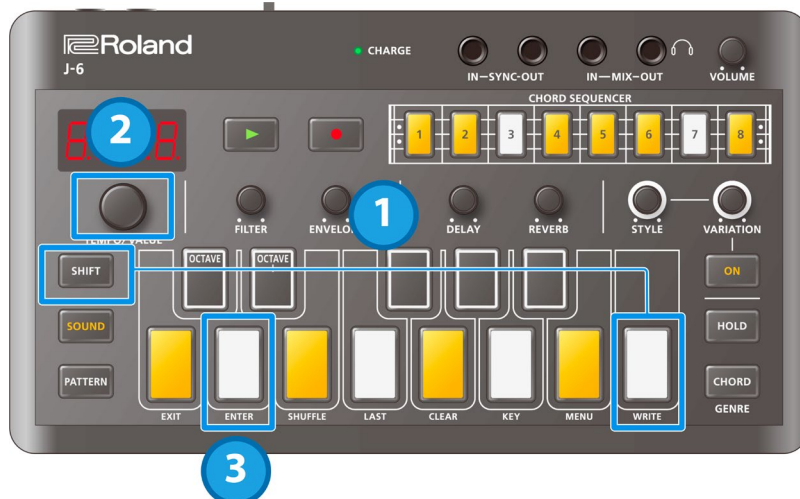 Roland
J-6
CHARGE
IN–SYNC–OUT
IN–MIX–OUT
VOLUME
CHORD SEQUENCER
1
2
3
4
5
6
7
8
2
1
FILTER
DELAY
REVERB
STYLE
VARIATION
SHIFT
OCTAVE
OCTAVE
ON
SOUND
HOLD
PATTERN
CHORD
EXIT
ENTER
SHUFFLE
LAST
CLEAR
KEY
MENU
WRITE
GENRE
3